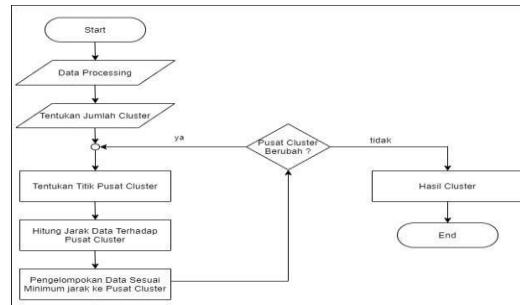 Start
Data Processing
Tentukan Jumlah Cluster
ya
Pusat Cluster
Berubah ?
tidak
Tentukan Titik Pusat Cluster
Hasil Cluster
Hitung Jarak Data Terhadap
Pusat Cluster
End
Pengelompokan Data Sesuai
Minimum jarak ke Pusat Cluster